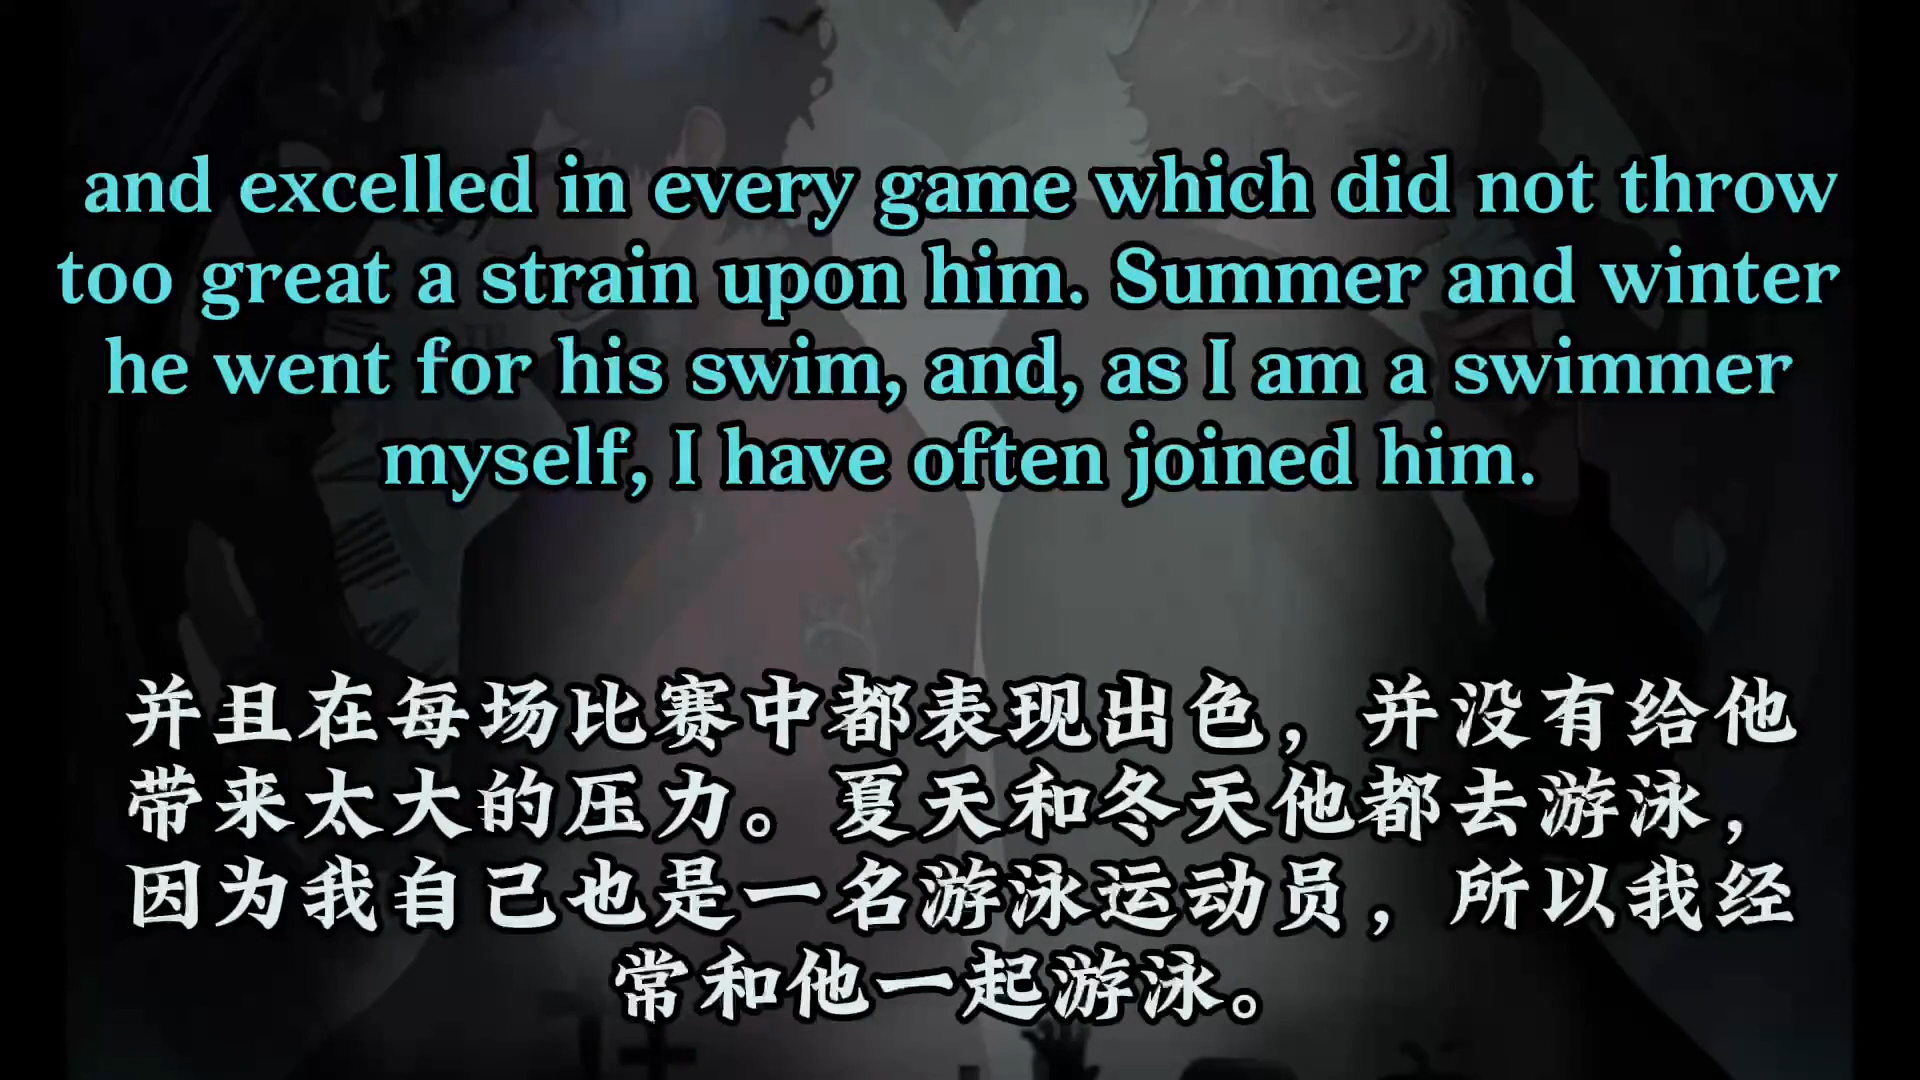 and excelled in every game which did not throw
too great a strain upon him. Summer and winter
he went for his swim, and, as I am a swimmer
myself, I have often joined him.
并且在每场比赛中都表现出色，并没有给他
带来太大的压力。夏天和冬天他都去游泳，
因为我自己也是一名游泳运动员，所以我经
常和他一起游泳。